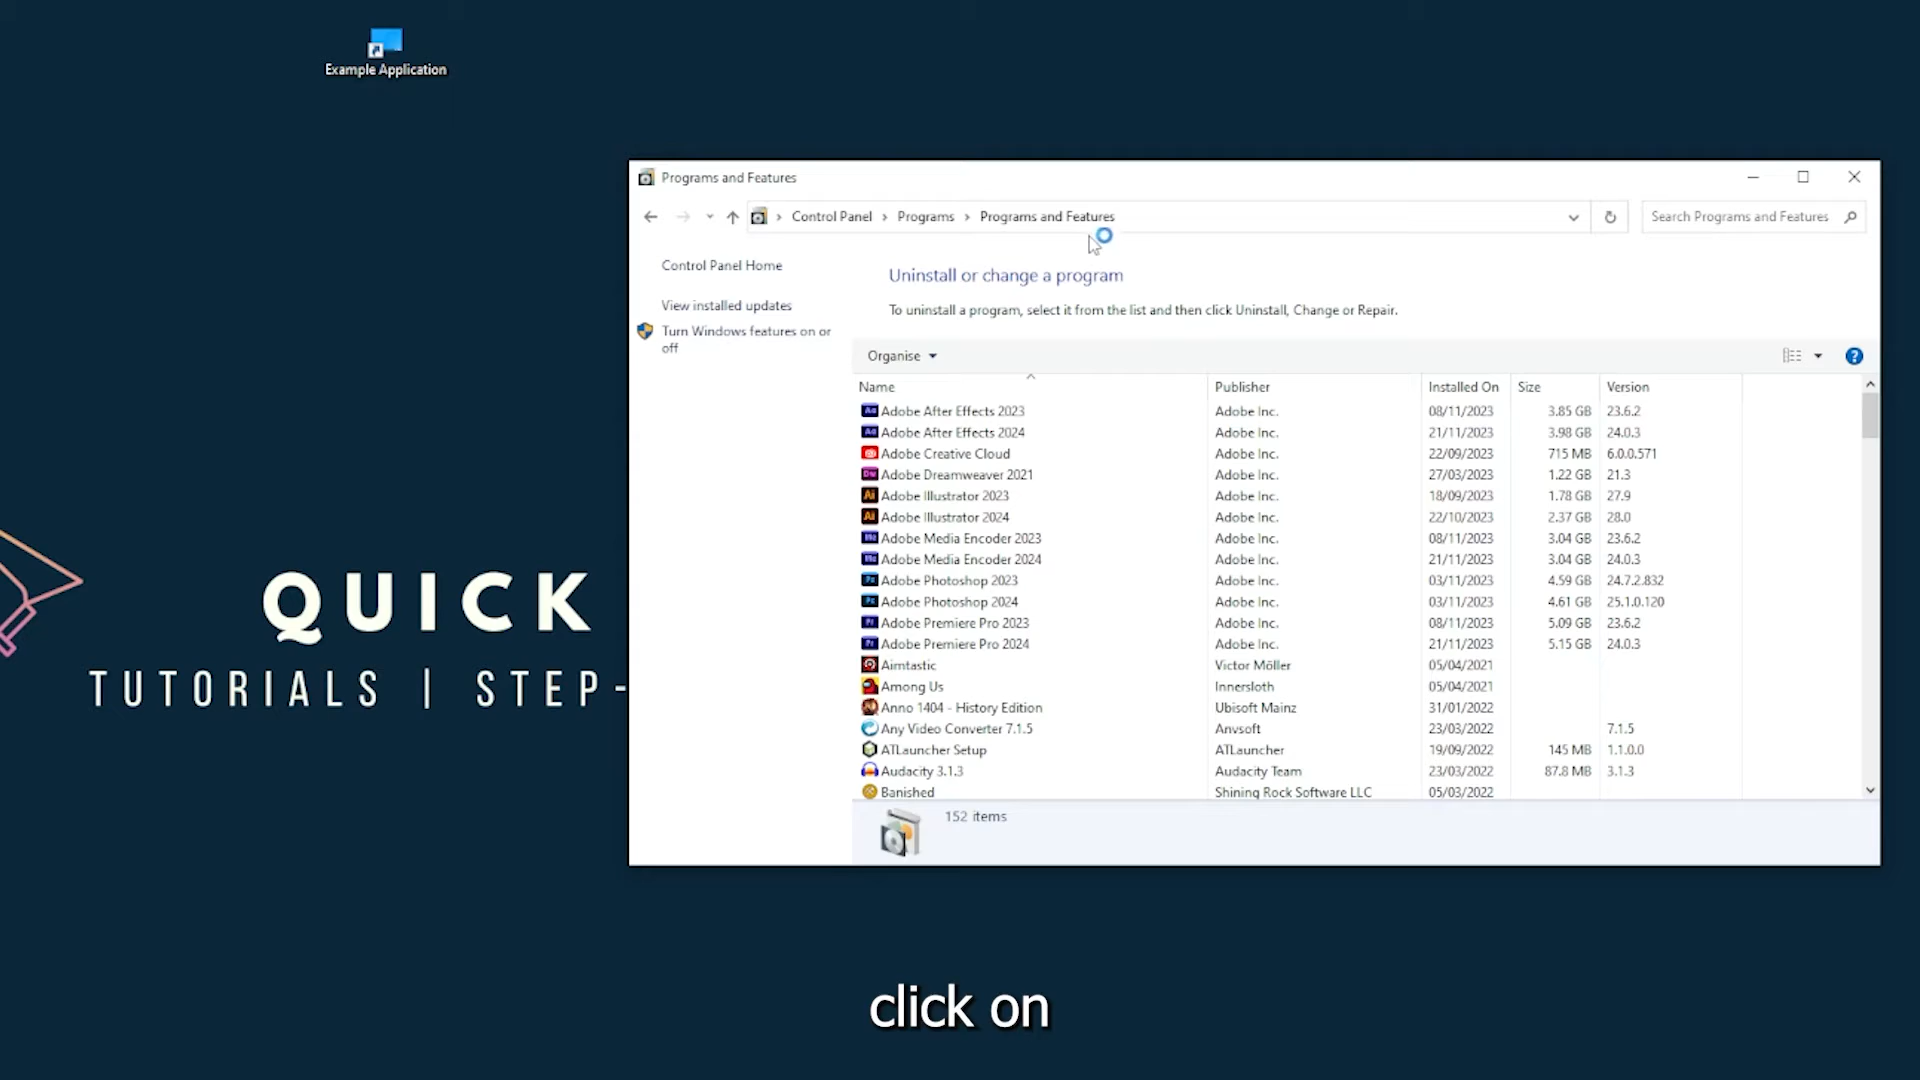 Example Application
Programs and Features
Control Panel > Programs > Programs and Features
Search Programs and Features
Control Panel Home
View installed updates
Turn Windows features on or
off
Uninstall or change a program
To uninstall a program, select it from the list and then click Uninstall, Change or Repair.
Organise
Name Publisher Installed On Size Version
Adobe After Effects 2023 Adobe Inc. 08/11/2023 3.85 GB 23.6.2
Adobe After Effects 2024 Adobe Inc. 21/11/2023 3.98 GB 24.0.3
Adobe Creative Cloud Adobe Inc. 22/09/2023 715 MB 6.0.0.571
Adobe Dreamweaver 2021 Adobe Inc. 27/03/2023 1.22 GB 21.3
Adobe Illustrator 2023 Adobe Inc. 18/09/2023 1.78 GB 27.9
Adobe Illustrator 2024 Adobe Inc. 22/10/2023 2.37 GB 28.0
Adobe Media Encoder 2023 Adobe Inc. 08/11/2023 3.04 GB 23.6.2
Adobe Media Encoder 2024 Adobe Inc. 21/11/2023 3.04 GB 24.0.3
Adobe Photoshop 2023 Adobe Inc. 03/11/2023 4.59 GB 24.7.2.832
Adobe Photoshop 2024 Adobe Inc. 03/11/2023 4.61 GB 25.1.0.120
Adobe Premiere Pro 2023 Adobe Inc. 08/11/2023 5.09 GB 23.6.2
Adobe Premiere Pro 2024 Adobe Inc. 21/11/2023 5.15 GB 24.0.3
Aimtastic Victor Möller 05/04/2021
Among Us Innersloth 05/04/2021
Anno 1404 - History Edition Ubisoft Mainz 31/01/2022
Any Video Converter 7.1.5 Anvsoft 23/03/2022 7.1.5
ATLauncher Setup ATLauncher 19/09/2022 145 MB 1.1.0.0
Audacity 3.1.3 Audacity Team 23/03/2022 87.8 MB 3.1.3
Banished Shining Rock Software LLC 05/03/2022
152 items
QUICK
TUTORIALS | STEP-
click on